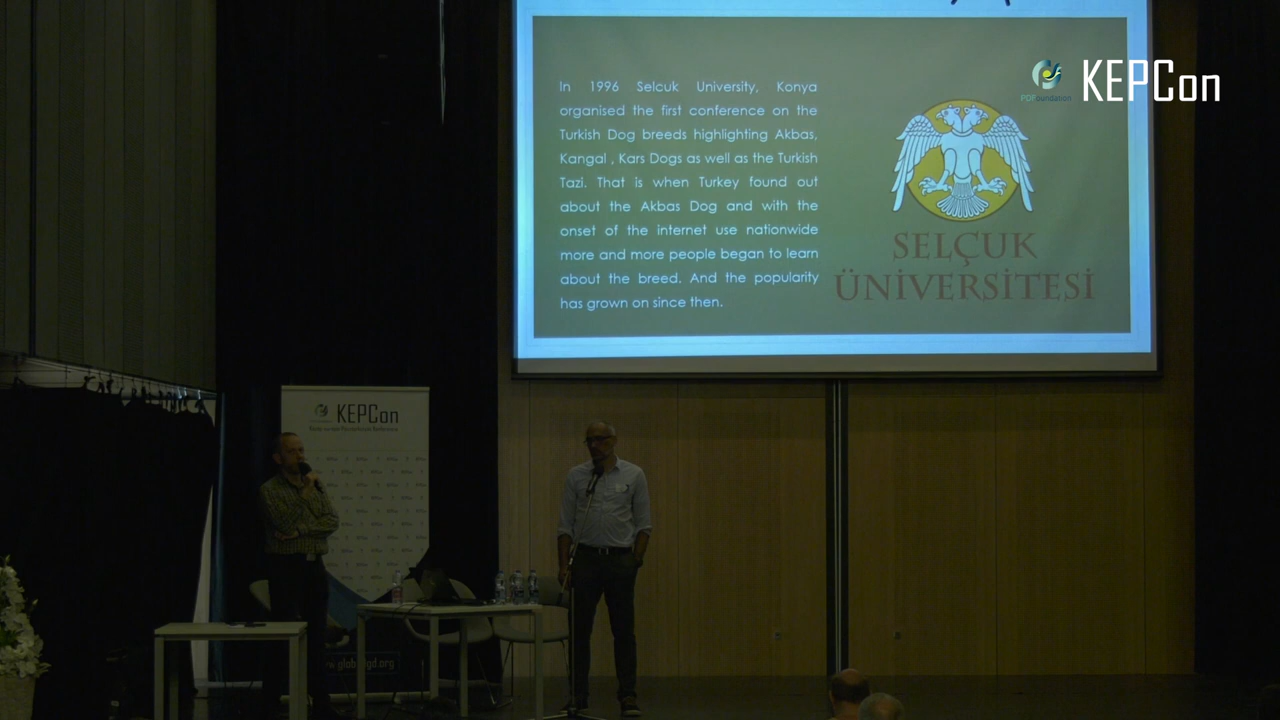 KEPCon
PDFoundation
In 1996 Selcuk University, Konya
organised the first conference on the
Turkish Dog breeds highlighting Akbas,
Kangal , Kars Dogs as well as the Turkish
Tazi. That is when Turkey found out
about the Akbas Dog and with the
onset of the internet use nationwide
more and more people began to learn
about the breed. And the popularity
has grown on since then.
SELÇUK
ÜNİVERSİTESİ
KEPCon